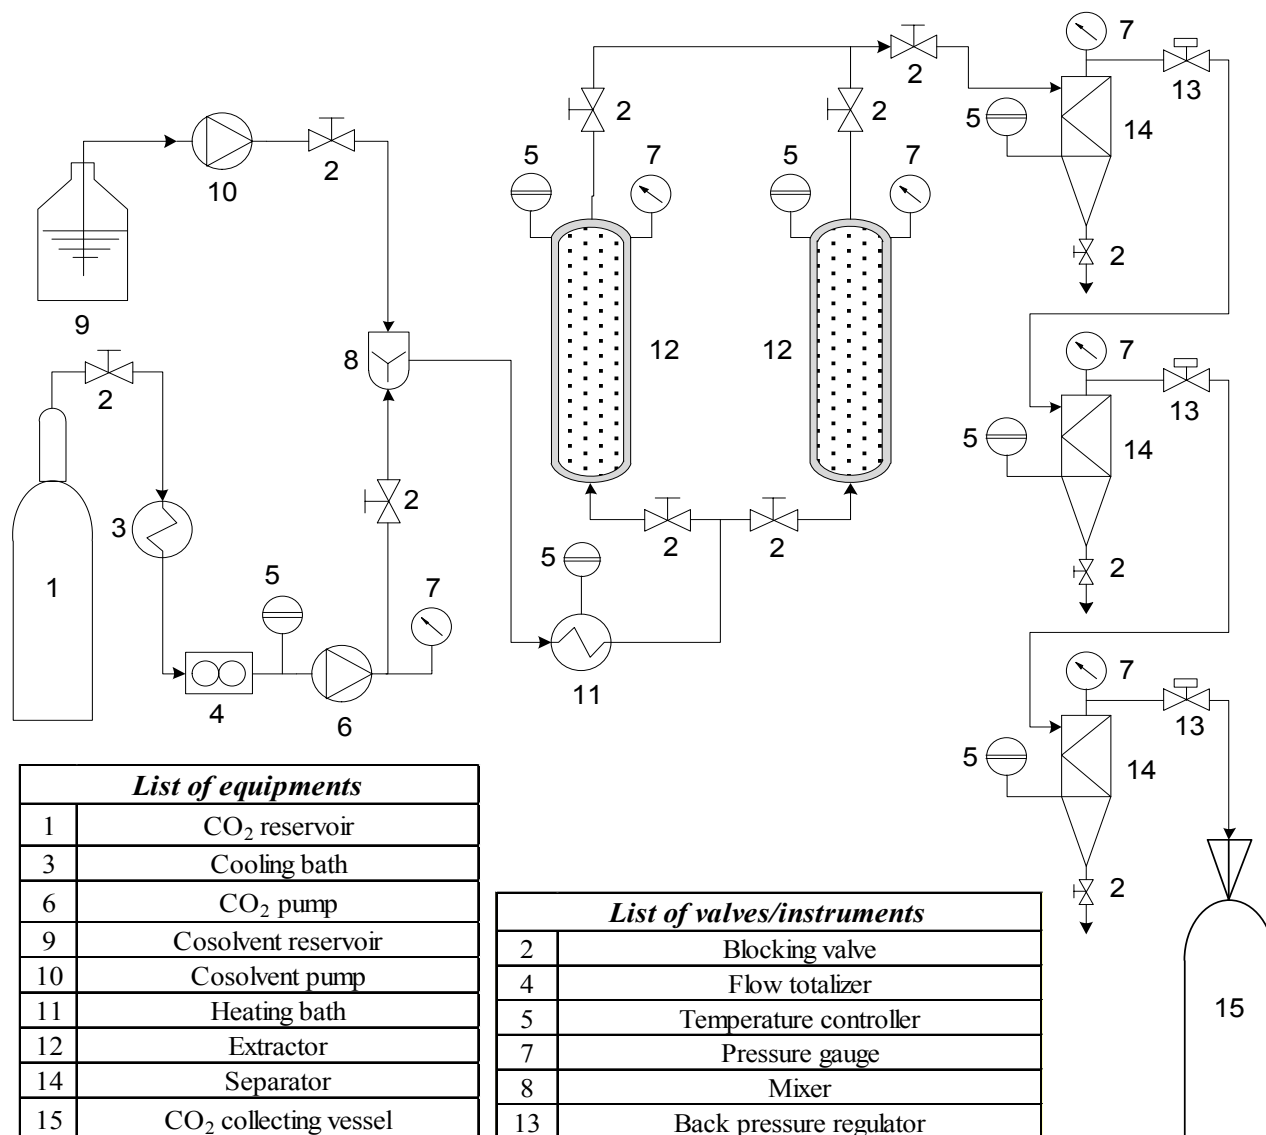 7
2
13
5
14
2
2
5
7
5
7
10
2
2
9
8
12
12
7
13
2
5
14
3
2
1
2
2
5
2
5
7
4
6
11
7
13
5
14
2
15
List of equipments
1 CO₂ reservoir
3 Cooling bath
6 CO₂ pump
9 Cosolvent reservoir
10 Cosolvent pump
11 Heating bath
12 Extractor
14 Separator
15 CO₂ collecting vessel
List of valves/instruments
2 Blocking valve
4 Flow totalizer
5 Temperature controller
7 Pressure gauge
8 Mixer
13 Back pressure regulator